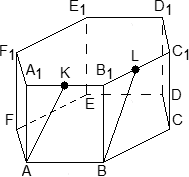 E₁ D₁
F₁ A₁ K B₁ L C₁
F E D
C
A B